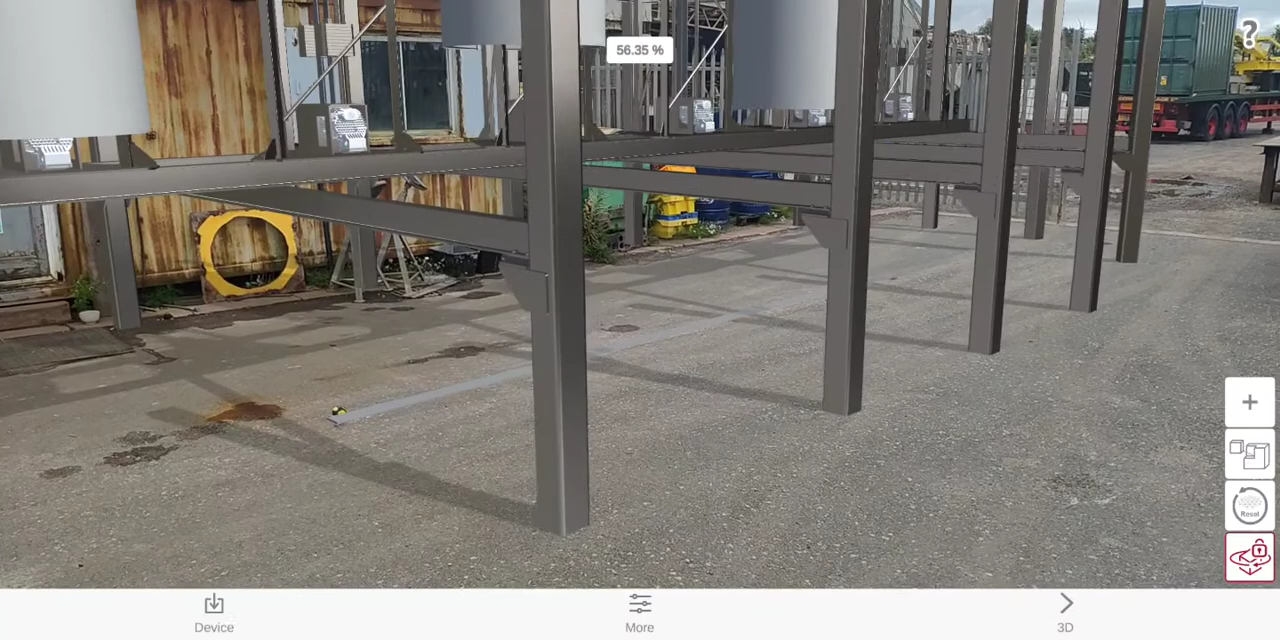 56.35 %
?
+
Reset
Device
More
3D